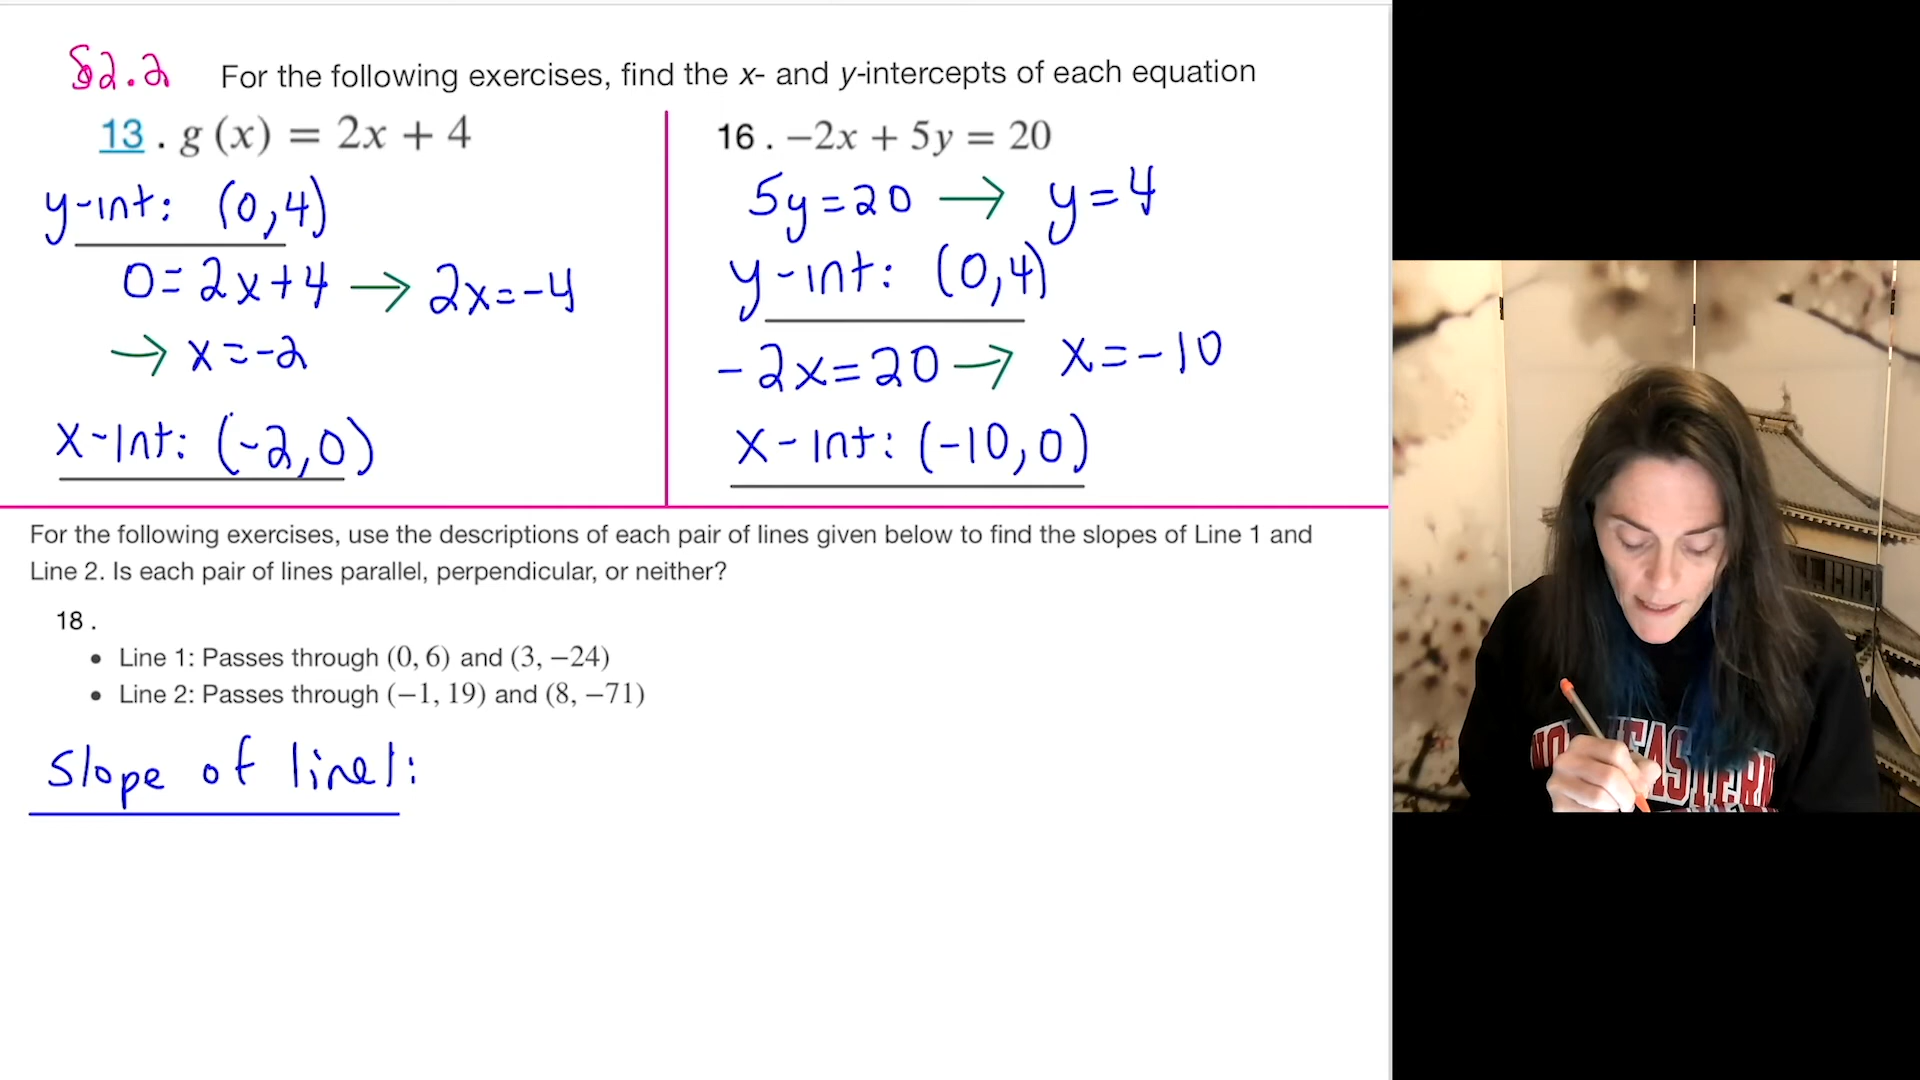 §2.2 For the following exercises, find the x- and y-intercepts of each equation
13 . g (x) = 2x + 4
y-int: (0,4)
0=2x+4 → 2x=-4
→ x=-2
x-int: (-2,0)
16 . −2x + 5y = 20
5y=20 → y=4
y-int: (0,4)
-2x=20 → x=-10
x-int: (-10,0)
For the following exercises, use the descriptions of each pair of lines given below to find the slopes of Line 1 and
Line 2. Is each pair of lines parallel, perpendicular, or neither?
18 .
• Line 1: Passes through (0, 6) and (3, −24)
• Line 2: Passes through (−1, 19) and (8, −71)
Slope of line1: